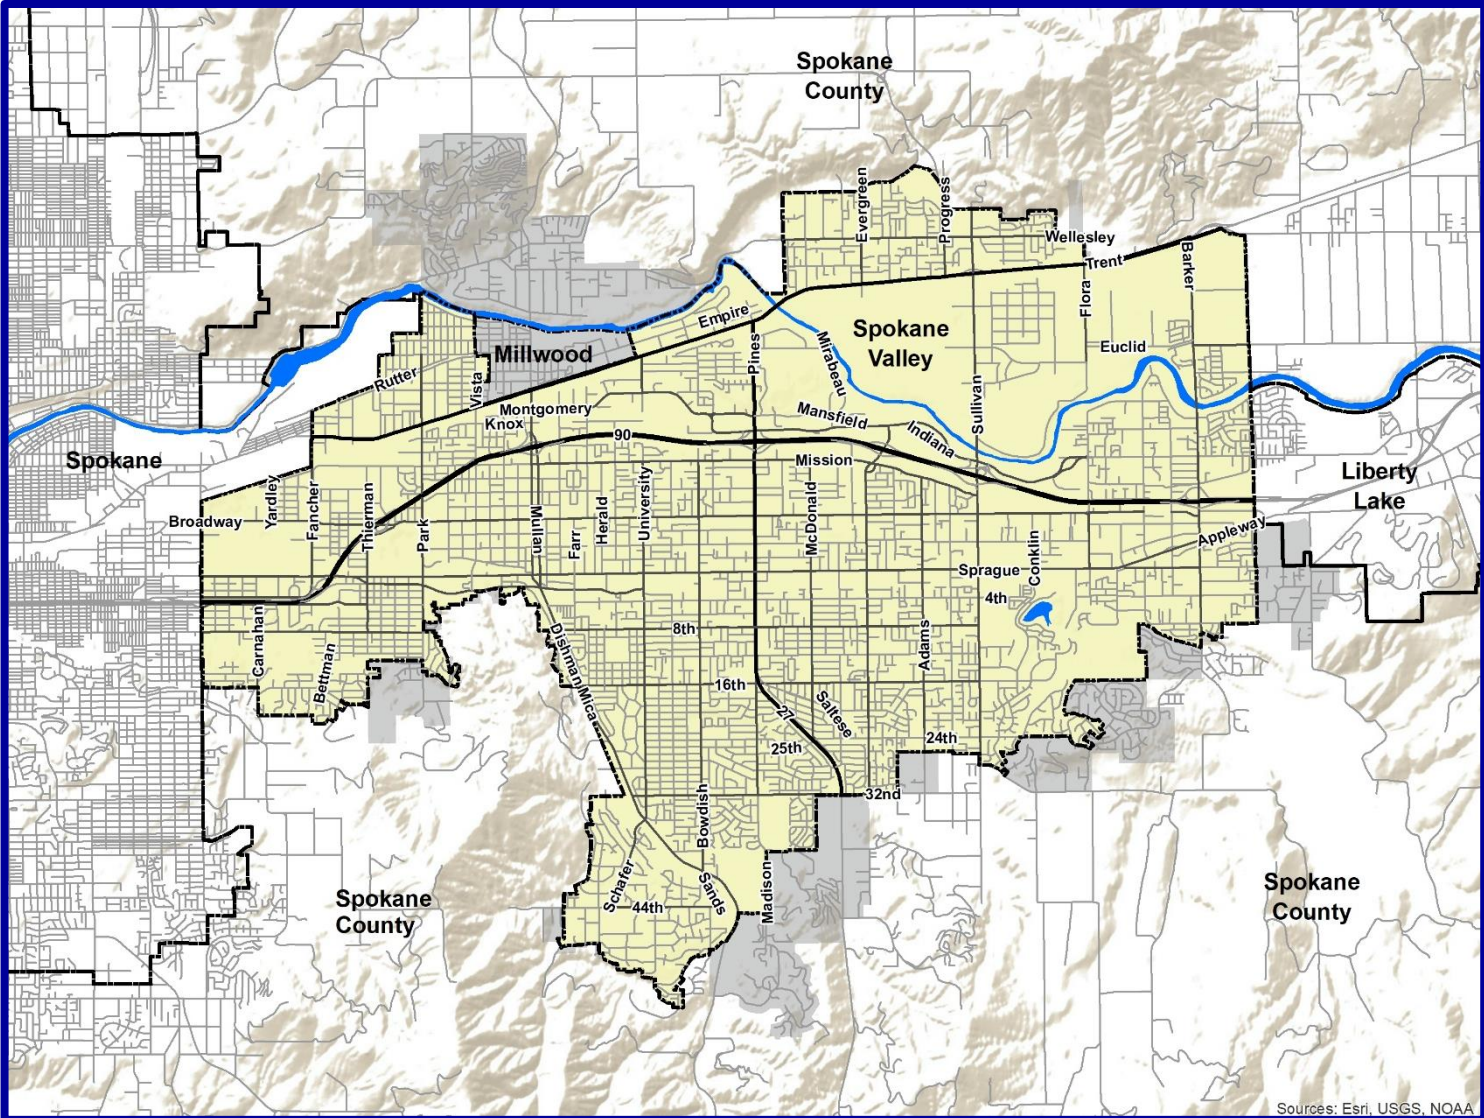 Spokane
County
Evergreen
Progress
Wellesley
Trent
Barker
Flora
Empire
Spokane
Valley
Pines
Mirabeau
Euclid
Millwood
Rutter
Vista
Montgomery
Knox
Mansfield
Indiana
Sullivan
90
Spokane
Mission
Liberty
Lake
Broadway
Yardley
Fancher
Thierman
Park
Mullan
Farr
Herald
University
McDonald
Conklin
Appleway
Sprague
4th
Carnahan
Bettman
8th
Adams
Dishman Mica
16th
27
Saltese
25th
24th
32nd
Bowdish
Schafer
Sands
Madison
44th
Spokane
County
Spokane
County
Sources: Esri, USGS, NOAA